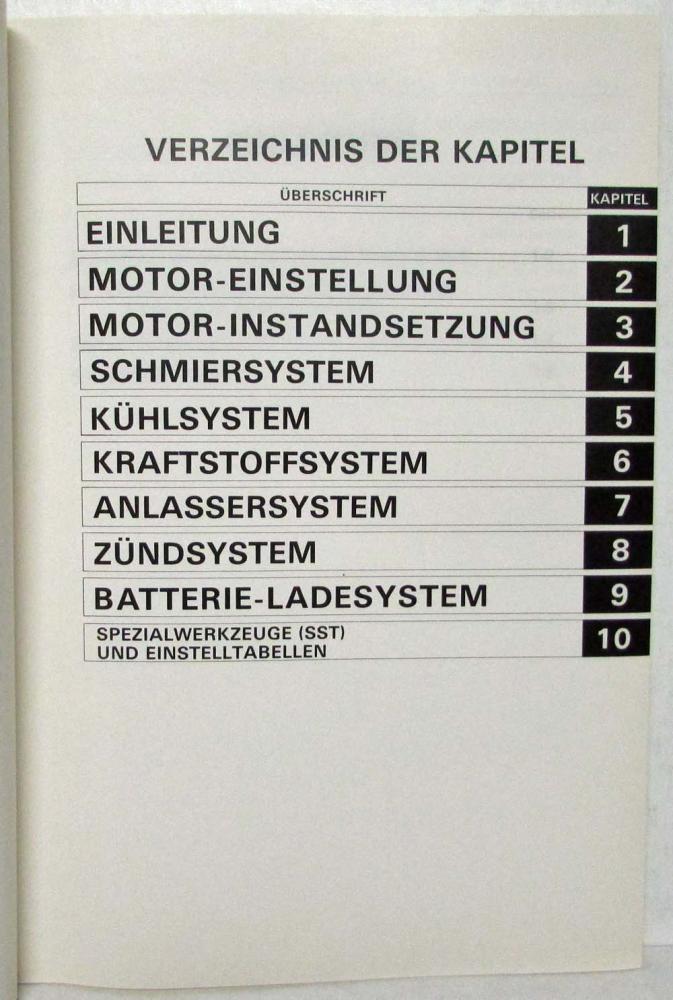 VERZEICHNIS DER KAPITEL
ÜBERSCHRIFT KAPITEL
EINLEITUNG 1
MOTOR-EINSTELLUNG 2
MOTOR-INSTANDSETZUNG 3
SCHMIERSYSTEM 4
KÜHLSYSTEM 5
KRAFTSTOFFSYSTEM 6
ANLASSERSYSTEM 7
ZÜNDSYSTEM 8
BATTERIE-LADESYSTEM 9
SPEZIALWERKZEUGE (SST)
UND EINSTELLTABELLEN 10